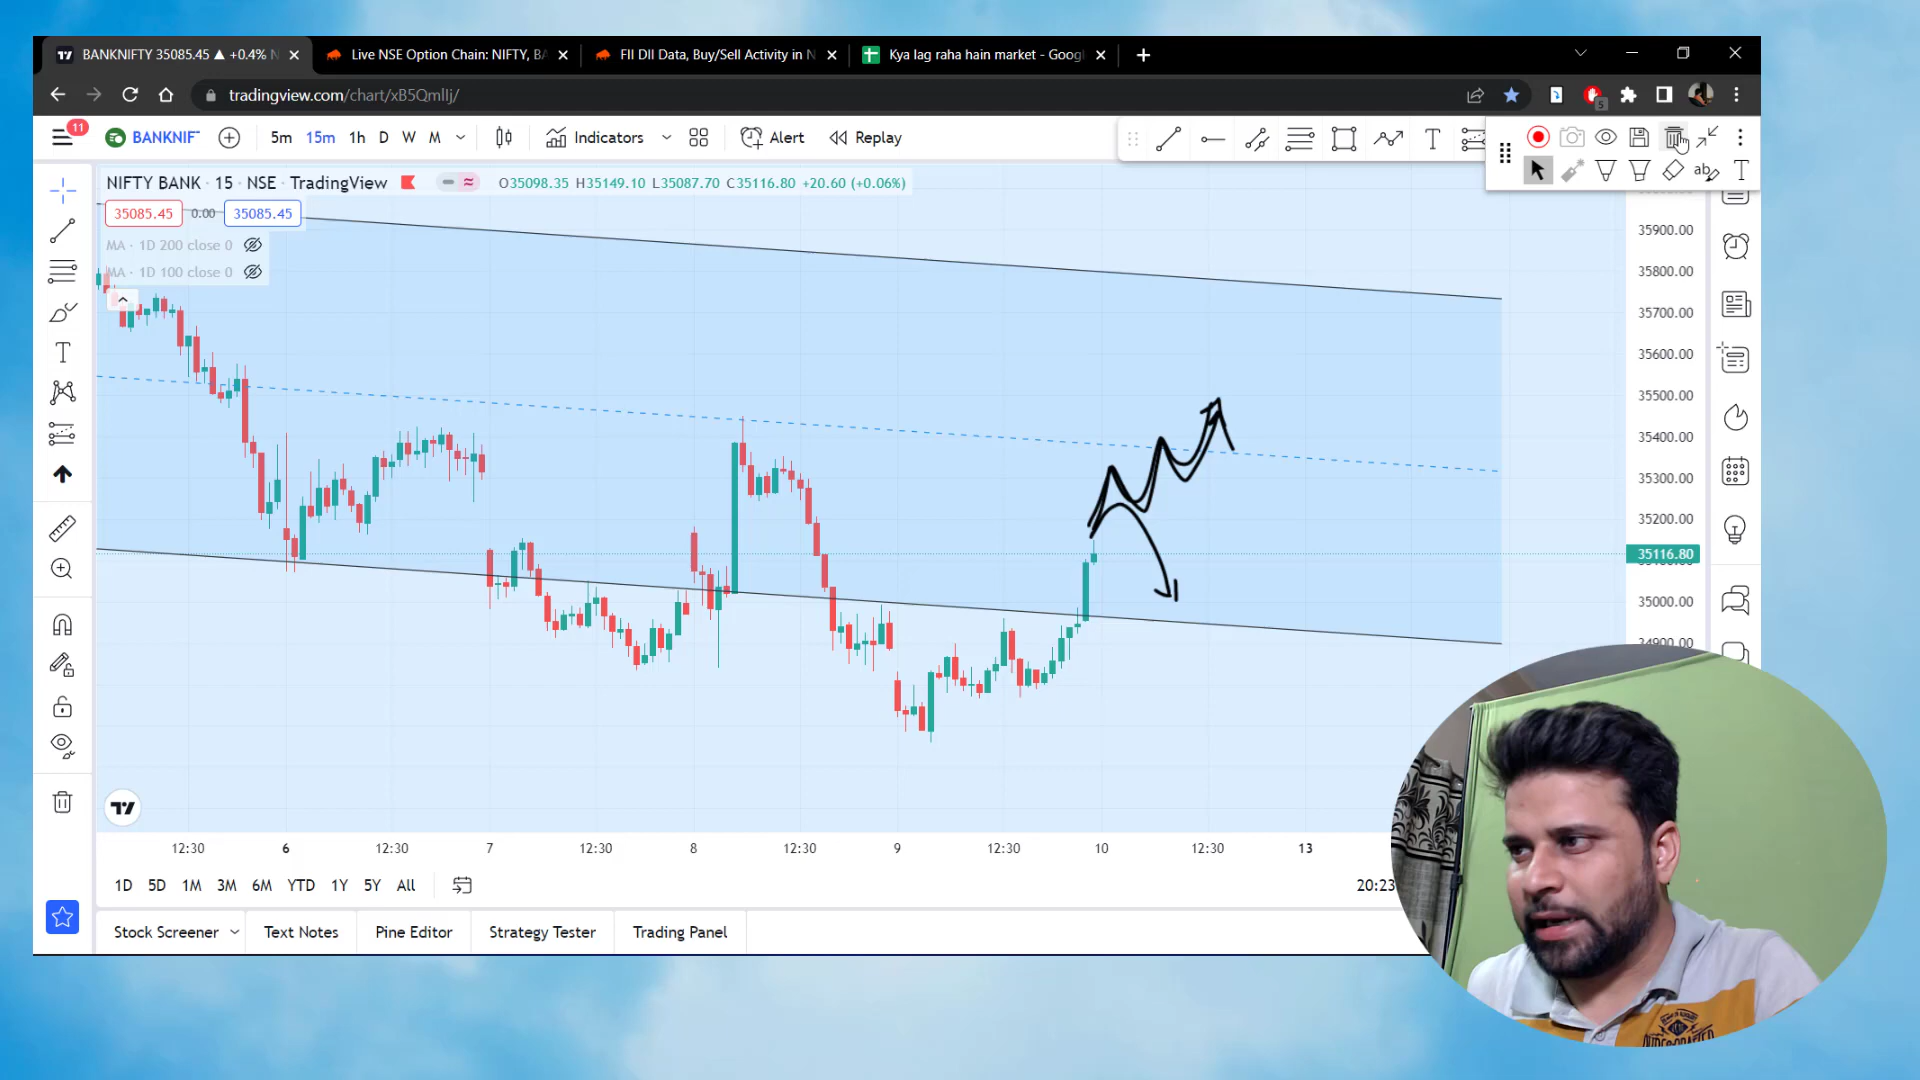 BANKNIFTY 35085.45 ▲ +0.4% N
Live NSE Option Chain: NIFTY, BA
FII DII Data, Buy/Sell Activity in N
Kya lag raha hain market - Googl
tradingview.com/chart/xB5Qmllj/
5
11
BANKNIF
5m 15m 1h D W M
Indicators
Alert
Replay
NIFTY BANK · 15 · NSE · TradingView
O35098.35 H35149.10 L35087.70 C35116.80 +20.60 (+0.06%)
35085.45 0.00 35085.45
MA · 1D 200 close 0
MA · 1D 100 close 0
35900.00
35800.00
35700.00
35600.00
35500.00
35400.00
35300.00
35200.00
35116.80
35000.00
34900.00
12:30 6 12:30 7 12:30 8 12:30 9 12:30 10 12:30 13
1D 5D 1M 3M 6M YTD 1Y 5Y All
20:23
Stock Screener Text Notes Pine Editor Strategy Tester Trading Panel